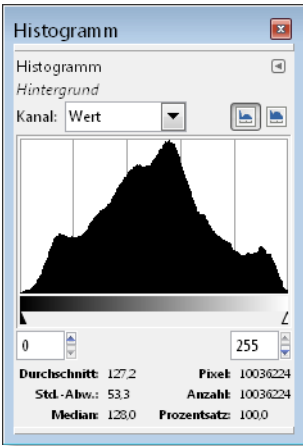 Histogramm
Histogramm
Hintergrund
Kanal: Wert
0 255
Durchschnitt: 127,2 Pixel: 10036224
Std.-Abw.: 53,3 Anzahl: 10036224
Median: 128,0 Prozentsatz: 100,0